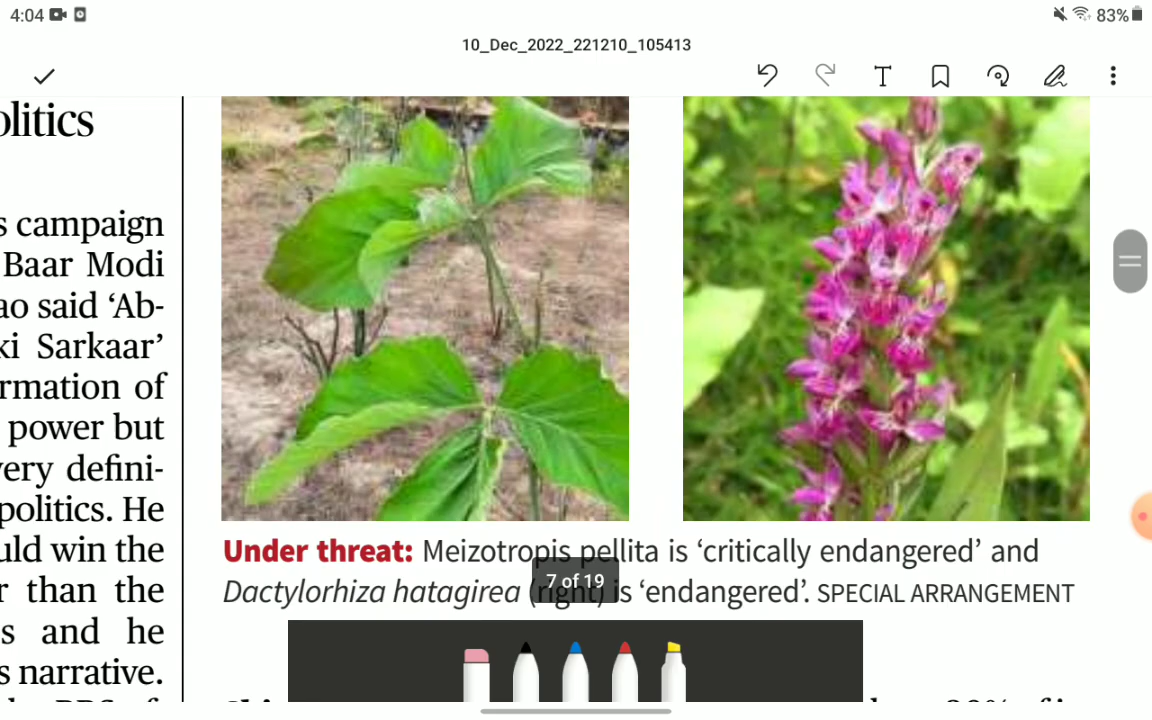 4:04
83%
10_Dec_2022_221210_105413
T
olitics
s campaign
Baar Modi
ao said ‘Ab-
ki Sarkaar’
rmation of
power but
very defini-
politics. He
uld win the
r than the
s and he
s narrative.
Under threat: Meizotropis pellita is ‘critically endangered’ and
Dactylorhiza hatagirea (right) is ‘endangered’. SPECIAL ARRANGEMENT
7 of 19